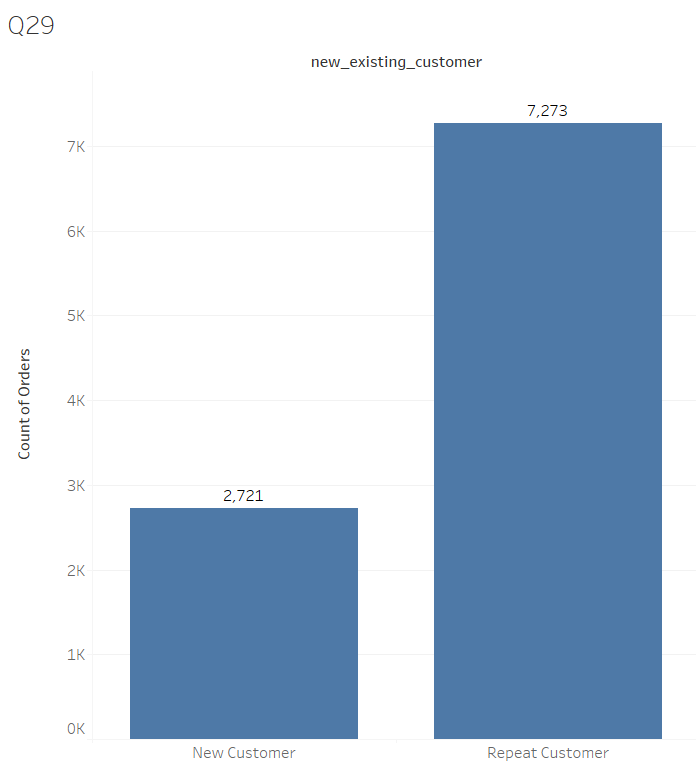 Q29
new_existing_customer
7,273
7K
6K
5K
4K
3K
2K
1K
0K
Count of Orders
2,721
New Customer
Repeat Customer